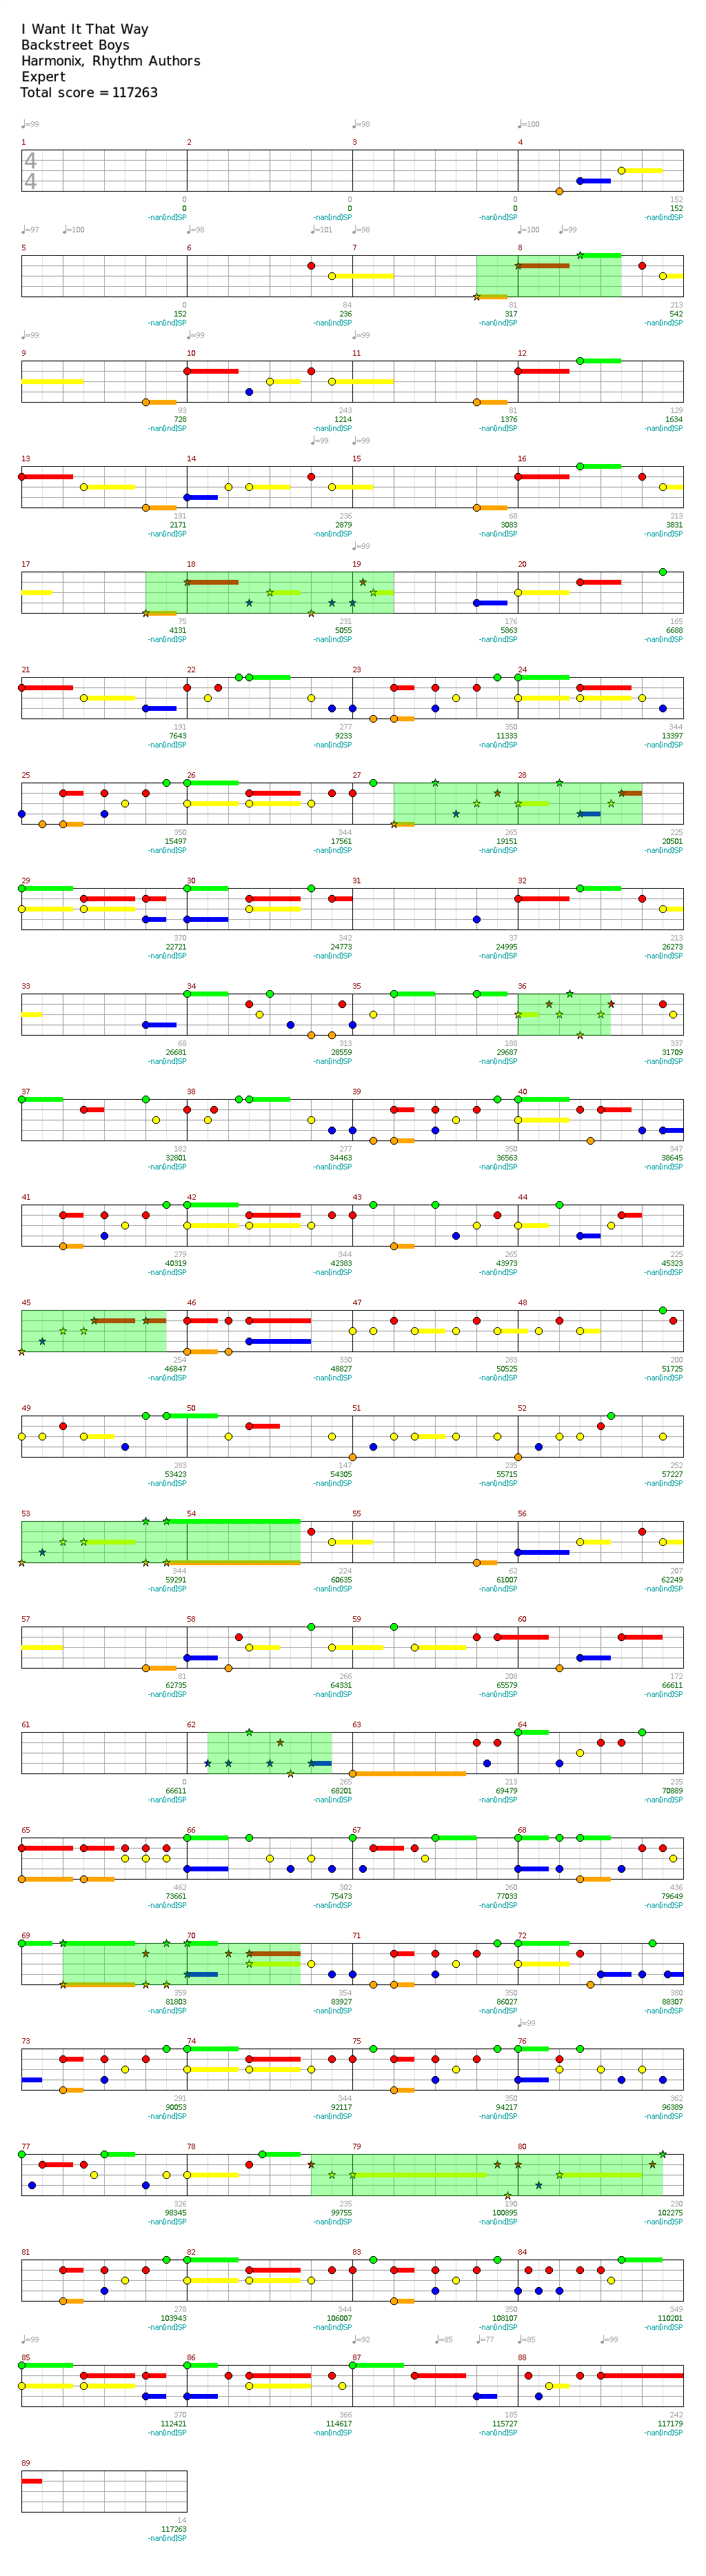 I Want It That Way
Backstreet Boys
Harmonix, Rhythm Authors
Expert
Total score = 117263
♩=99 ♩=98 ♩=100
1 2 3 4
4
4
0 0 0 152
0 0 0 152
-nan(ind)SP -nan(ind)SP -nan(ind)SP -nan(ind)SP
♩=97 ♩=100 ♩=98 ♩=101 ♩=98 ♩=100 ♩=99
5 6 7 8
0 84 81 213
152 236 317 542
-nan(ind)SP -nan(ind)SP -nan(ind)SP -nan(ind)SP
♩=99 ♩=99 ♩=99
9 10 11 12
93 243 81 129
728 1214 1376 1634
-nan(ind)SP -nan(ind)SP -nan(ind)SP -nan(ind)SP
♩=99 ♩=99
13 14 15 16
191 236 68 213
2171 2879 3083 3831
-nan(ind)SP -nan(ind)SP -nan(ind)SP -nan(ind)SP
♩=99
17 18 19 20
75 231 176 165
4131 5055 5863 6688
-nan(ind)SP -nan(ind)SP -nan(ind)SP -nan(ind)SP
21 22 23 24
191 277 350 344
7643 9233 11333 13397
-nan(ind)SP -nan(ind)SP -nan(ind)SP -nan(ind)SP
25 26 27 28
350 344 265 225
15497 17561 19151 20501
-nan(ind)SP -nan(ind)SP -nan(ind)SP -nan(ind)SP
29 30 31 32
370 342 37 213
22721 24773 24995 26273
-nan(ind)SP -nan(ind)SP -nan(ind)SP -nan(ind)SP
33 34 35 36
68 313 188 337
26681 28559 29687 31709
-nan(ind)SP -nan(ind)SP -nan(ind)SP -nan(ind)SP
37 38 39 40
182 277 350 347
32801 34463 36563 38645
-nan(ind)SP -nan(ind)SP -nan(ind)SP -nan(ind)SP
41 42 43 44
279 344 265 225
40319 42383 43973 45323
-nan(ind)SP -nan(ind)SP -nan(ind)SP -nan(ind)SP
45 46 47 48
254 330 283 200
46847 48827 50525 51725
-nan(ind)SP -nan(ind)SP -nan(ind)SP -nan(ind)SP
49 50 51 52
283 147 235 252
53423 54305 55715 57227
-nan(ind)SP -nan(ind)SP -nan(ind)SP -nan(ind)SP
53 54 55 56
344 224 62 207
59291 60635 61007 62249
-nan(ind)SP -nan(ind)SP -nan(ind)SP -nan(ind)SP
57 58 59 60
81 266 208 172
62735 64331 65579 66611
-nan(ind)SP -nan(ind)SP -nan(ind)SP -nan(ind)SP
61 62 63 64
0 265 213 235
66611 68201 69479 70889
-nan(ind)SP -nan(ind)SP -nan(ind)SP -nan(ind)SP
65 66 67 68
462 302 260 436
73661 75473 77033 79649
-nan(ind)SP -nan(ind)SP -nan(ind)SP -nan(ind)SP
69 70 71 72
359 354 350 380
81803 83927 86027 88307
-nan(ind)SP -nan(ind)SP -nan(ind)SP -nan(ind)SP
♩=99
73 74 75 76
291 344 350 362
90053 92117 94217 96389
-nan(ind)SP -nan(ind)SP -nan(ind)SP -nan(ind)SP
77 78 79 80
326 235 190 230
98345 99755 100895 102275
-nan(ind)SP -nan(ind)SP -nan(ind)SP -nan(ind)SP
81 82 83 84
278 344 350 349
103943 106007 108107 110201
-nan(ind)SP -nan(ind)SP -nan(ind)SP -nan(ind)SP
♩=99 ♩=92 ♩=85 ♩=77 ♩=85 ♩=99
85 86 87 88
370 366 185 242
112421 114617 115727 117179
-nan(ind)SP -nan(ind)SP -nan(ind)SP -nan(ind)SP
89
14
117263
-nan(ind)SP